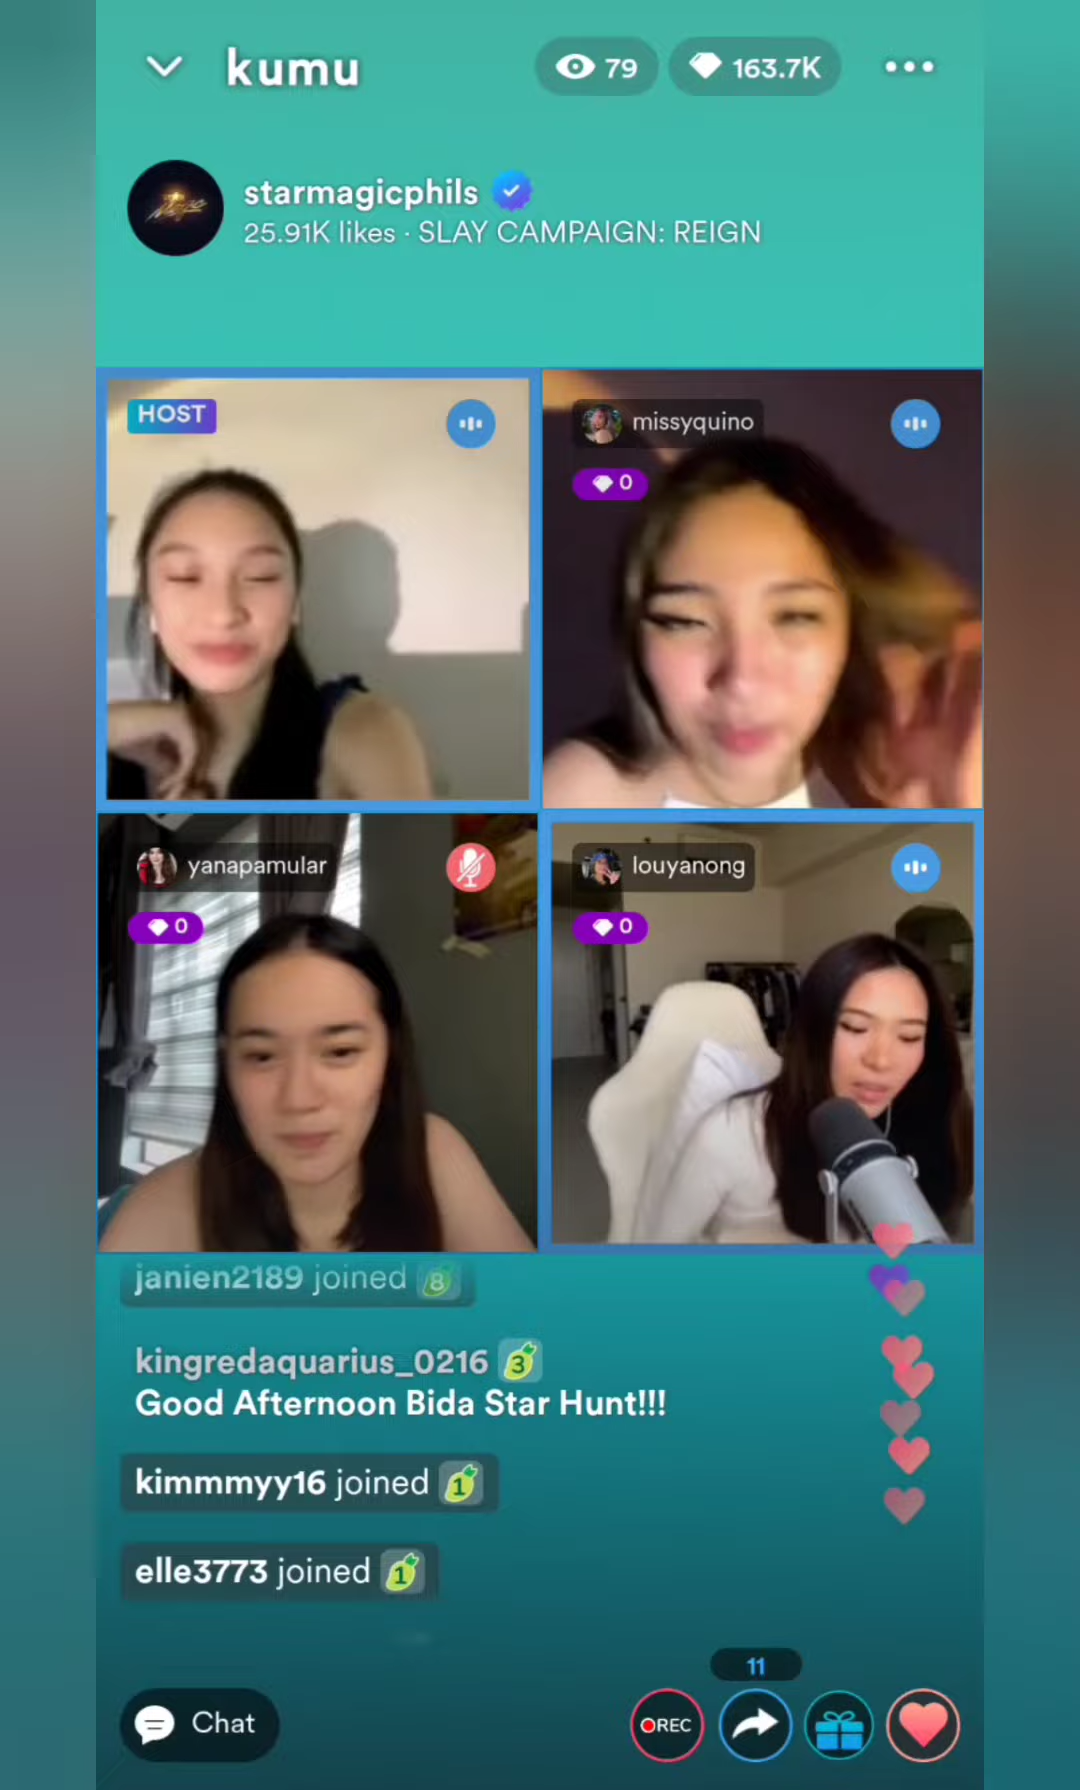 kumu
79
163.7K
starmagicphils
25.91K likes · SLAY CAMPAIGN: REIGN
HOST
missyquino
0
yanapamular
0
louyanong
0
janien2189 joined 8
kingredaquarius_0216 3
Good Afternoon Bida Star Hunt!!!
kimmmyy16 joined 1
elle3773 joined 1
11
Chat
REC